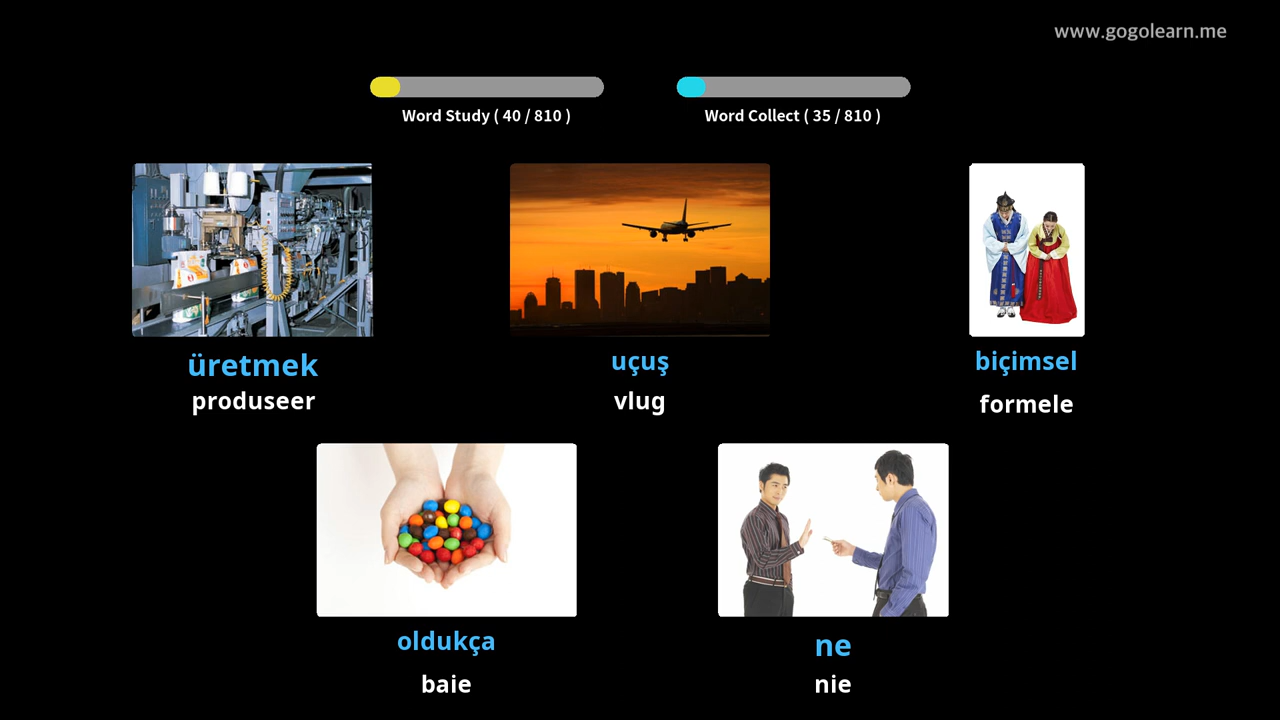 www.gogolearn.me
Word Study ( 40 / 810 )
Word Collect ( 35 / 810 )
üretmek
produseer
uçuş
vlug
biçimsel
formele
oldukça
baie
ne
nie